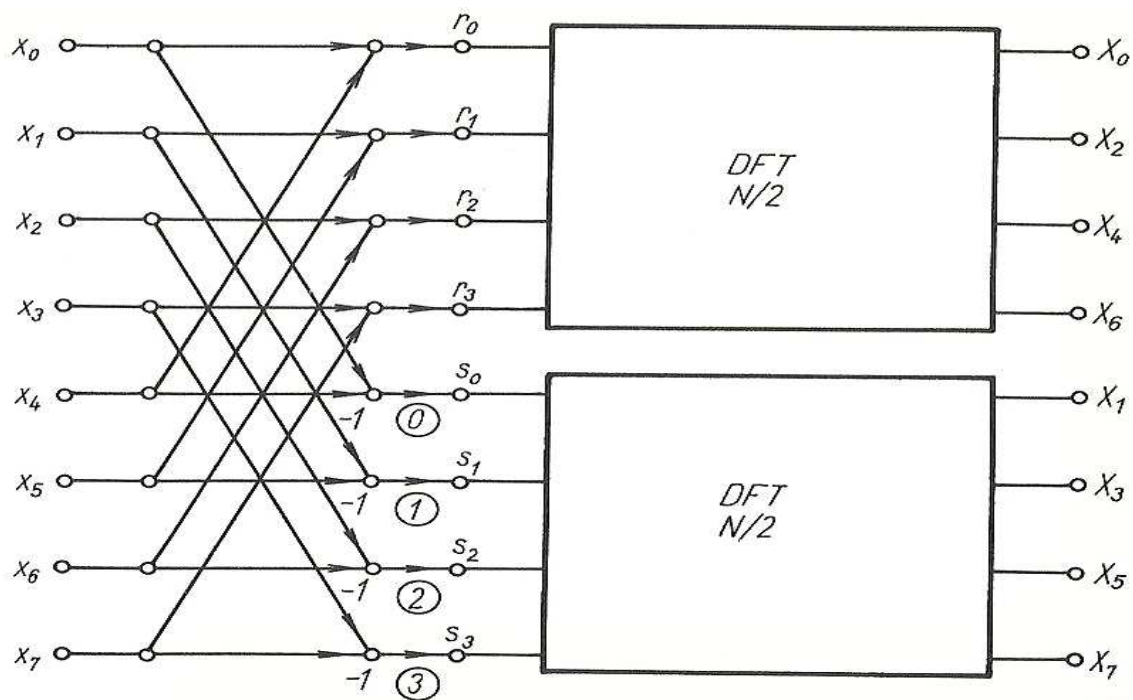 x₀ r₀ X₀
x₁ r₁ X₂
DFT
N/2
x₂ r₂ X₄
x₃ r₃ X₆
x₄ -1 ⓪ s₀ X₁
x₅ -1 ① s₁ X₃
DFT
N/2
x₆ -1 ② s₂ X₅
x₇ -1 ③ s₃ X₇